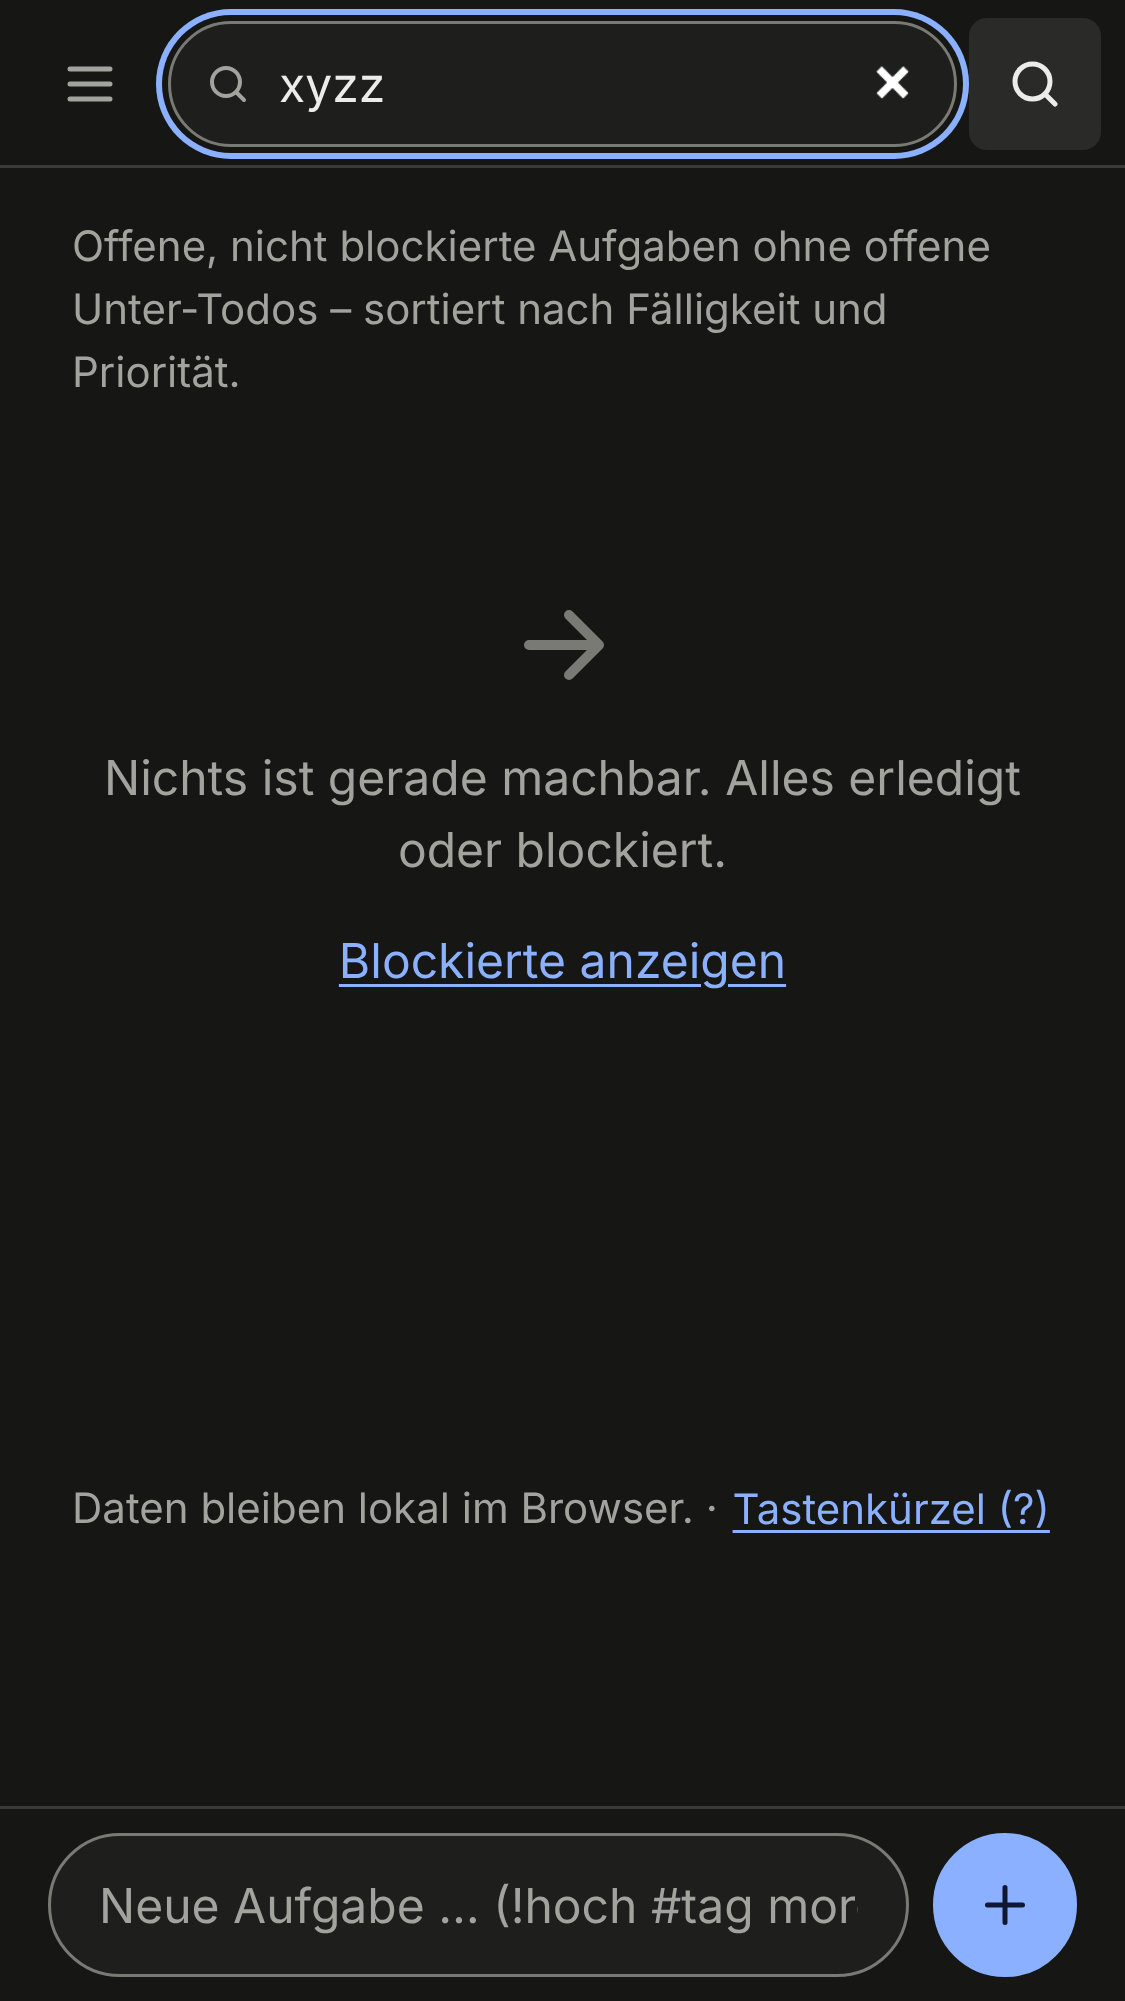 xyzz
Offene, nicht blockierte Aufgaben ohne offene
Unter-Todos – sortiert nach Fälligkeit und
Priorität.
Nichts ist gerade machbar. Alles erledigt
oder blockiert.
Blockierte anzeigen
Daten bleiben lokal im Browser. · Tastenkürzel (?)
Neue Aufgabe … (!hoch #tag mor